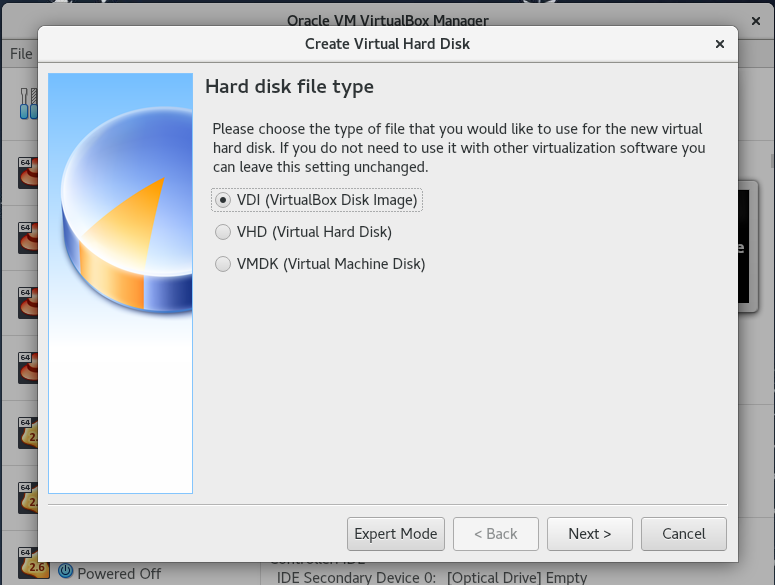 Oracle VM VirtualBox Manager
Create Virtual Hard Disk
File
Hard disk file type
Please choose the type of file that you would like to use for the new virtual
hard disk. If you do not need to use it with other virtualization software you
can leave this setting unchanged.
VDI (VirtualBox Disk Image)
VHD (Virtual Hard Disk)
VMDK (Virtual Machine Disk)
64
64
64
64
64
2.6
64
64
2.6
Expert Mode
< Back
Next >
Cancel
Powered Off
IDE Secondary Device 0: [Optical Drive] Empty